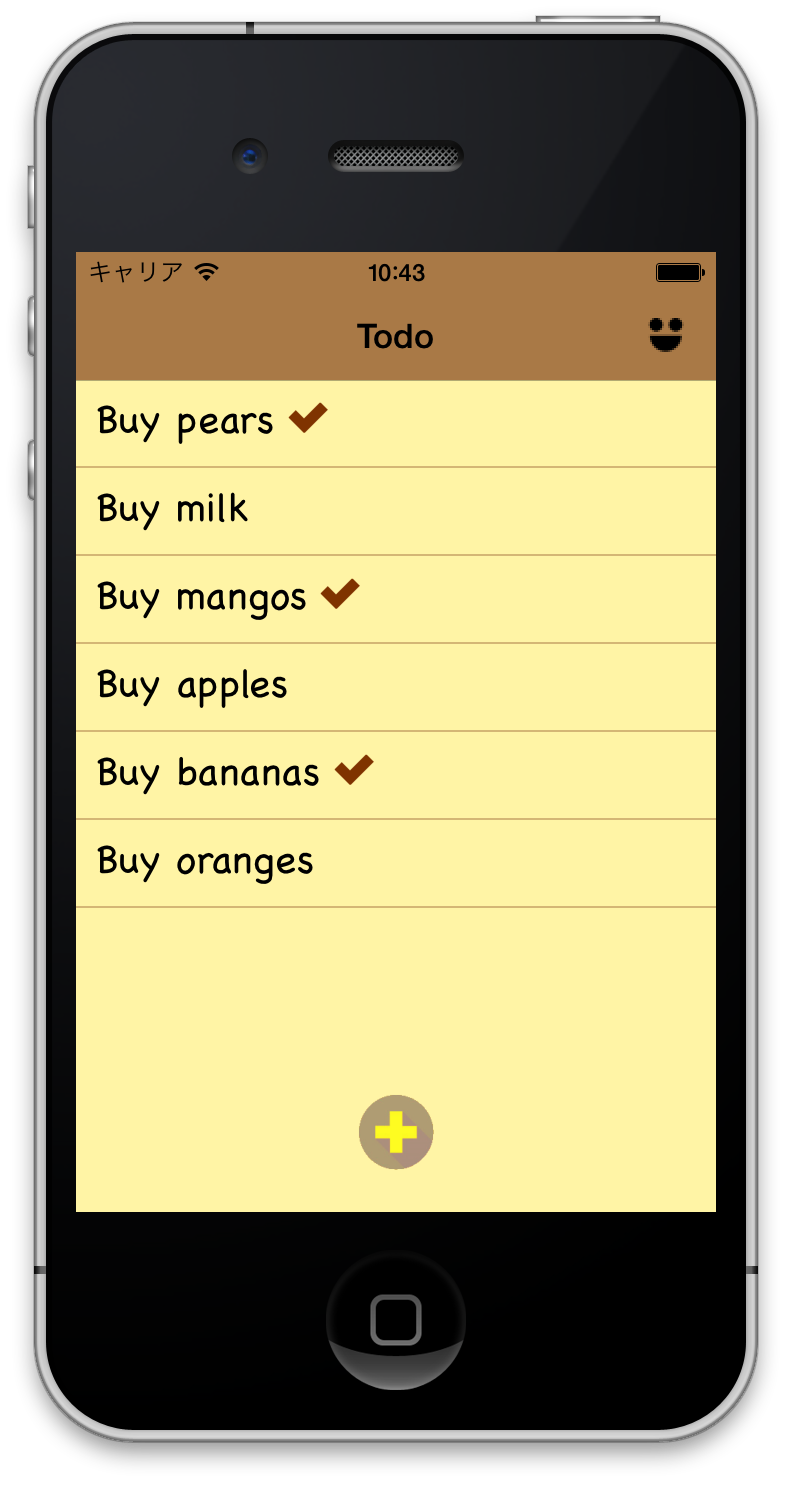 キャリア 10:43
Todo
Buy pears
Buy milk
Buy mangos
Buy apples
Buy bananas
Buy oranges